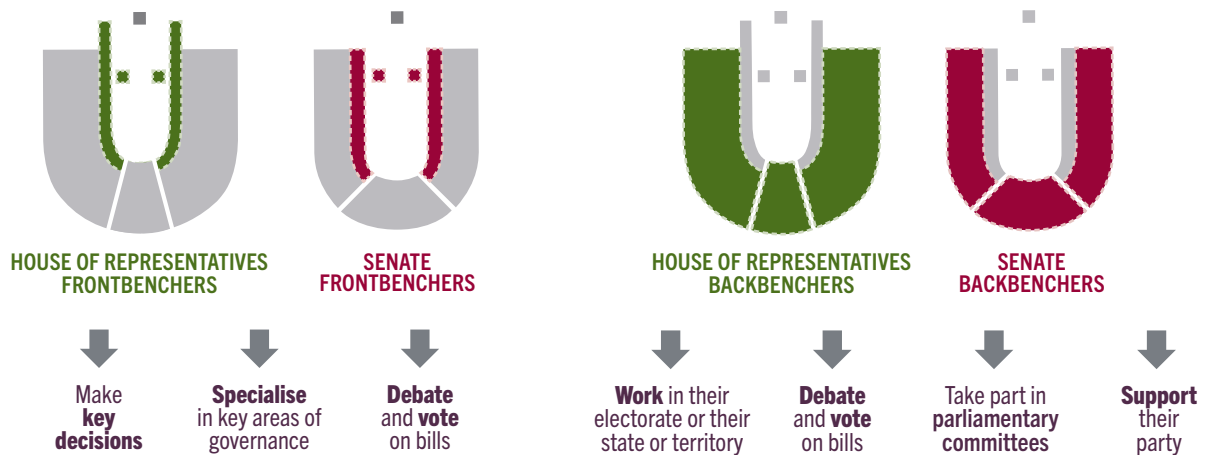 HOUSE OF REPRESENTATIVES
FRONTBENCHERS
SENATE
FRONTBENCHERS
HOUSE OF REPRESENTATIVES
BACKBENCHERS
SENATE
BACKBENCHERS
Make
key
decisions
Specialise
in key areas of
governance
Debate
and vote
on bills
Work in their
electorate or their
state or territory
Debate
and vote
on bills
Take part in
parliamentary
committees
Support
their
party